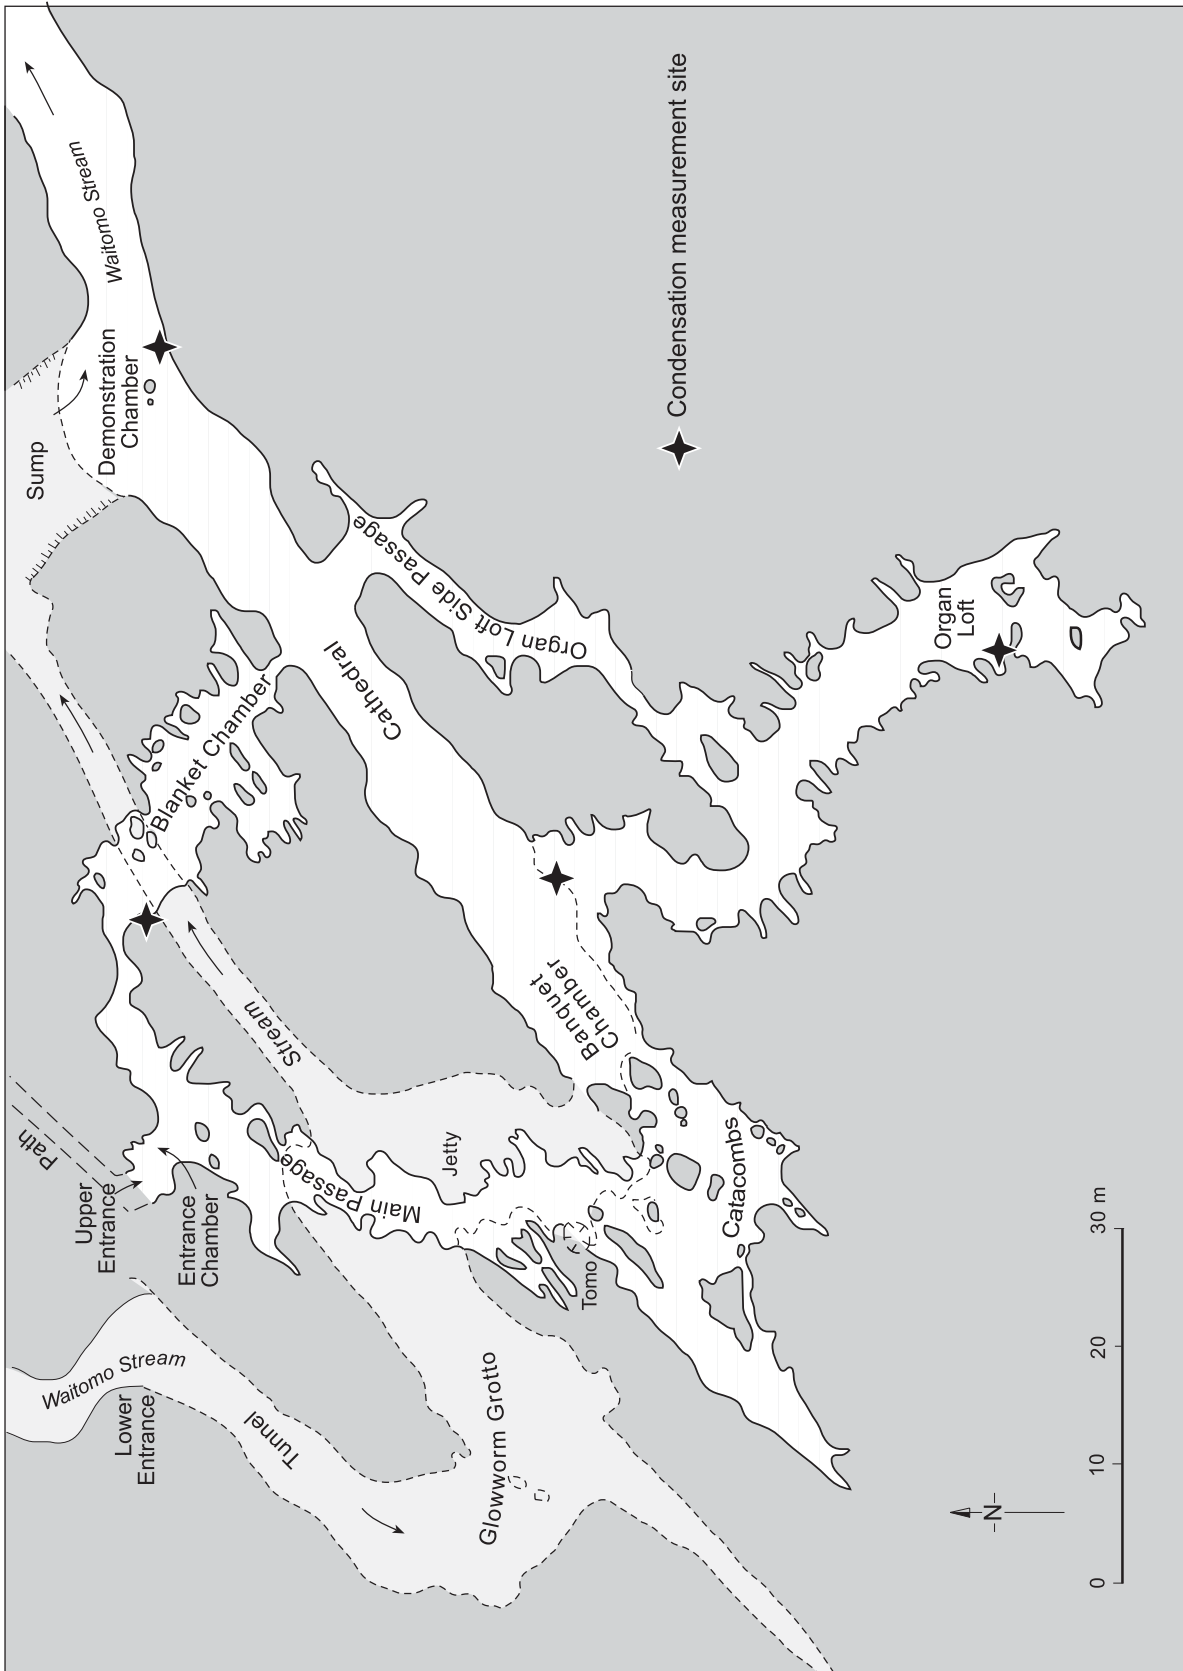 Waitomo Stream
Lower
Entrance
Tunnel
Glowworm Grotto
Upper
Entrance
Path
Entrance
Chamber
Main Passage
Jetty
Tomo
Catacombs
Stream
Banquet
Chamber
Blanket Chamber
Cathedral
Organ Loft Side Passage
Organ
Loft
Sump
Demonstration
Chamber
Waitomo Stream
Condensation measurement site
N
0
10
20
30 m